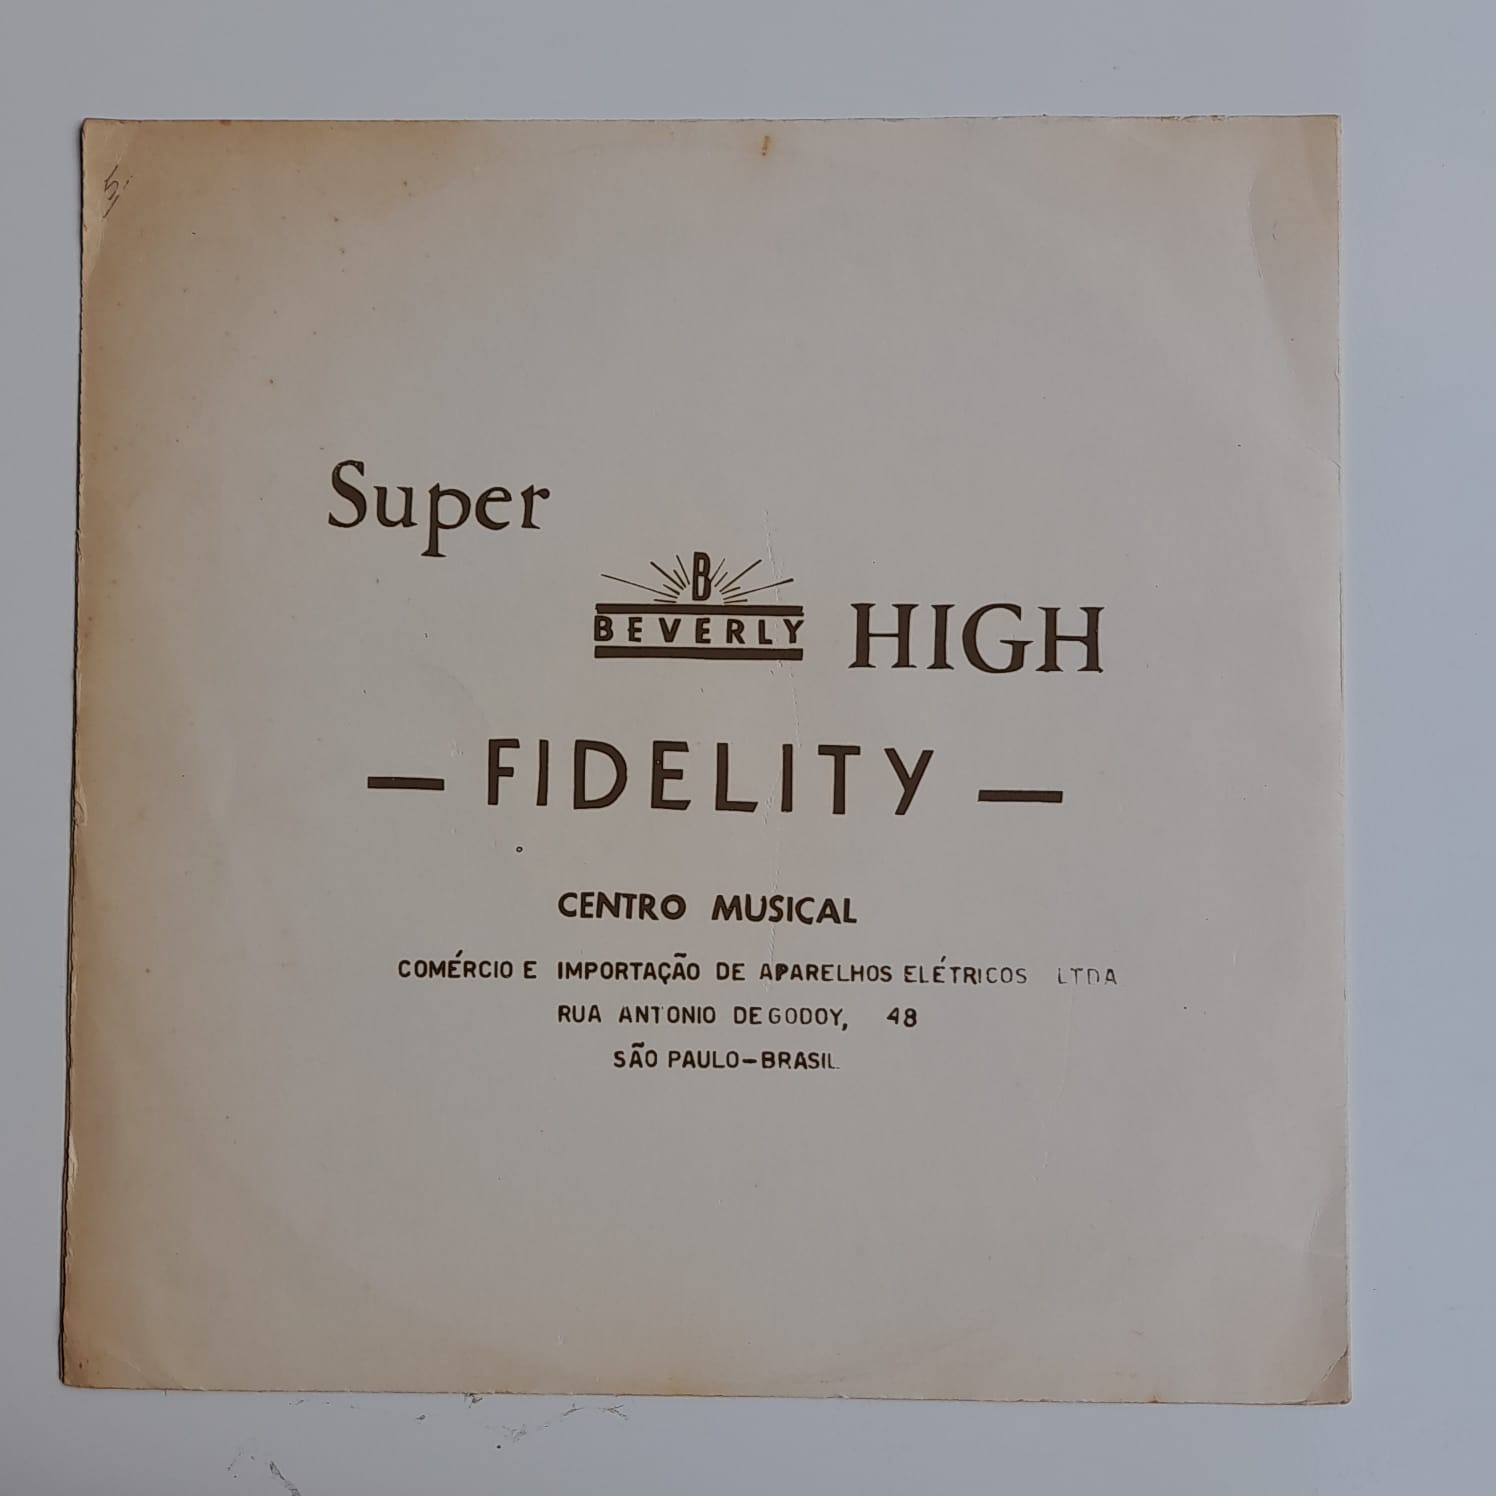 5
Super
B
BEVERLY HIGH
— FIDELITY —
CENTRO MUSICAL
COMÉRCIO E IMPORTAÇÃO DE APARELHOS ELÉTRICOS LTDA
RUA ANTONIO DE GODOY, 48
SÃO PAULO-BRASIL